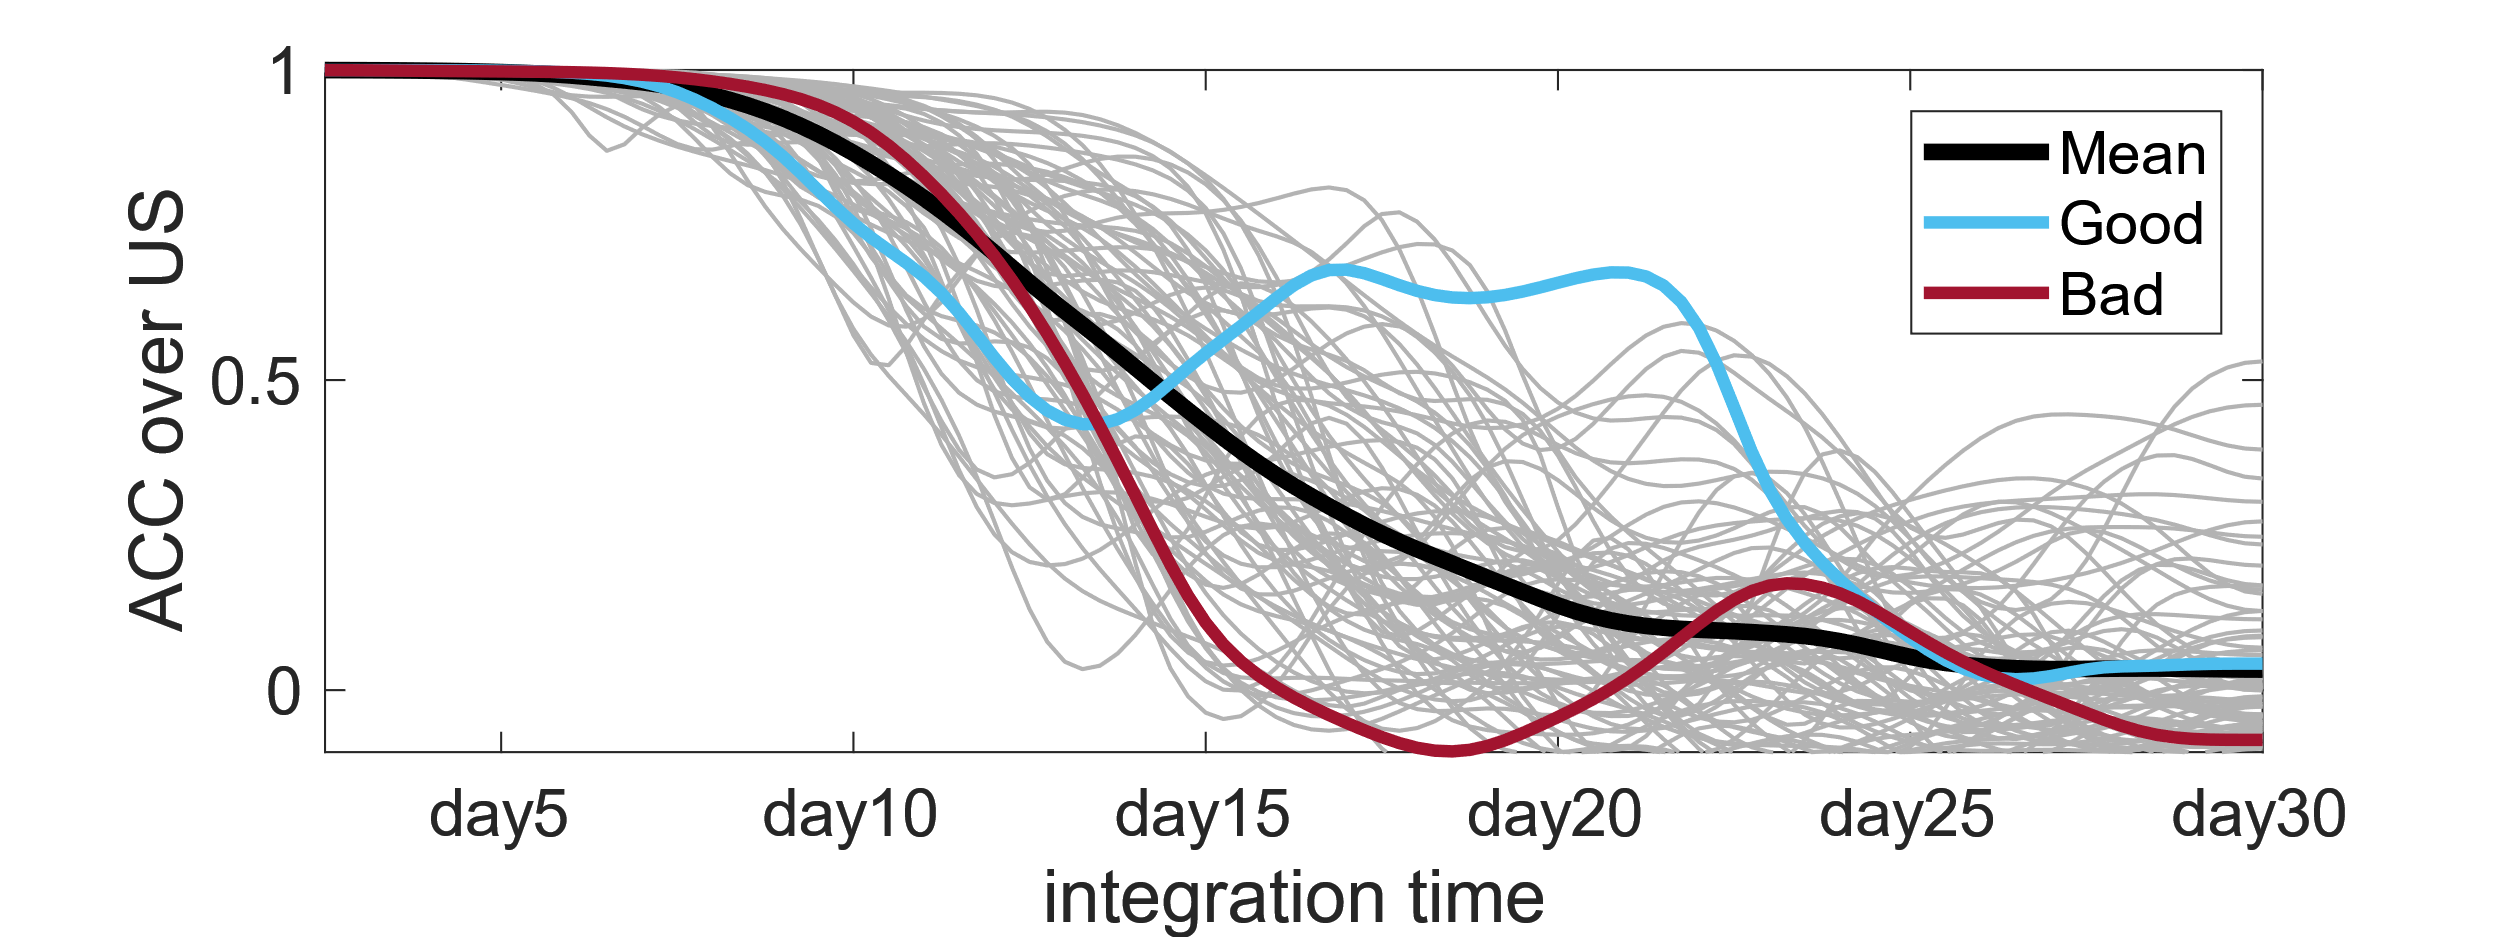 ACC over US
1
0.5
0
Mean
Good
Bad
day5 day10 day15 day20 day25 day30
integration time